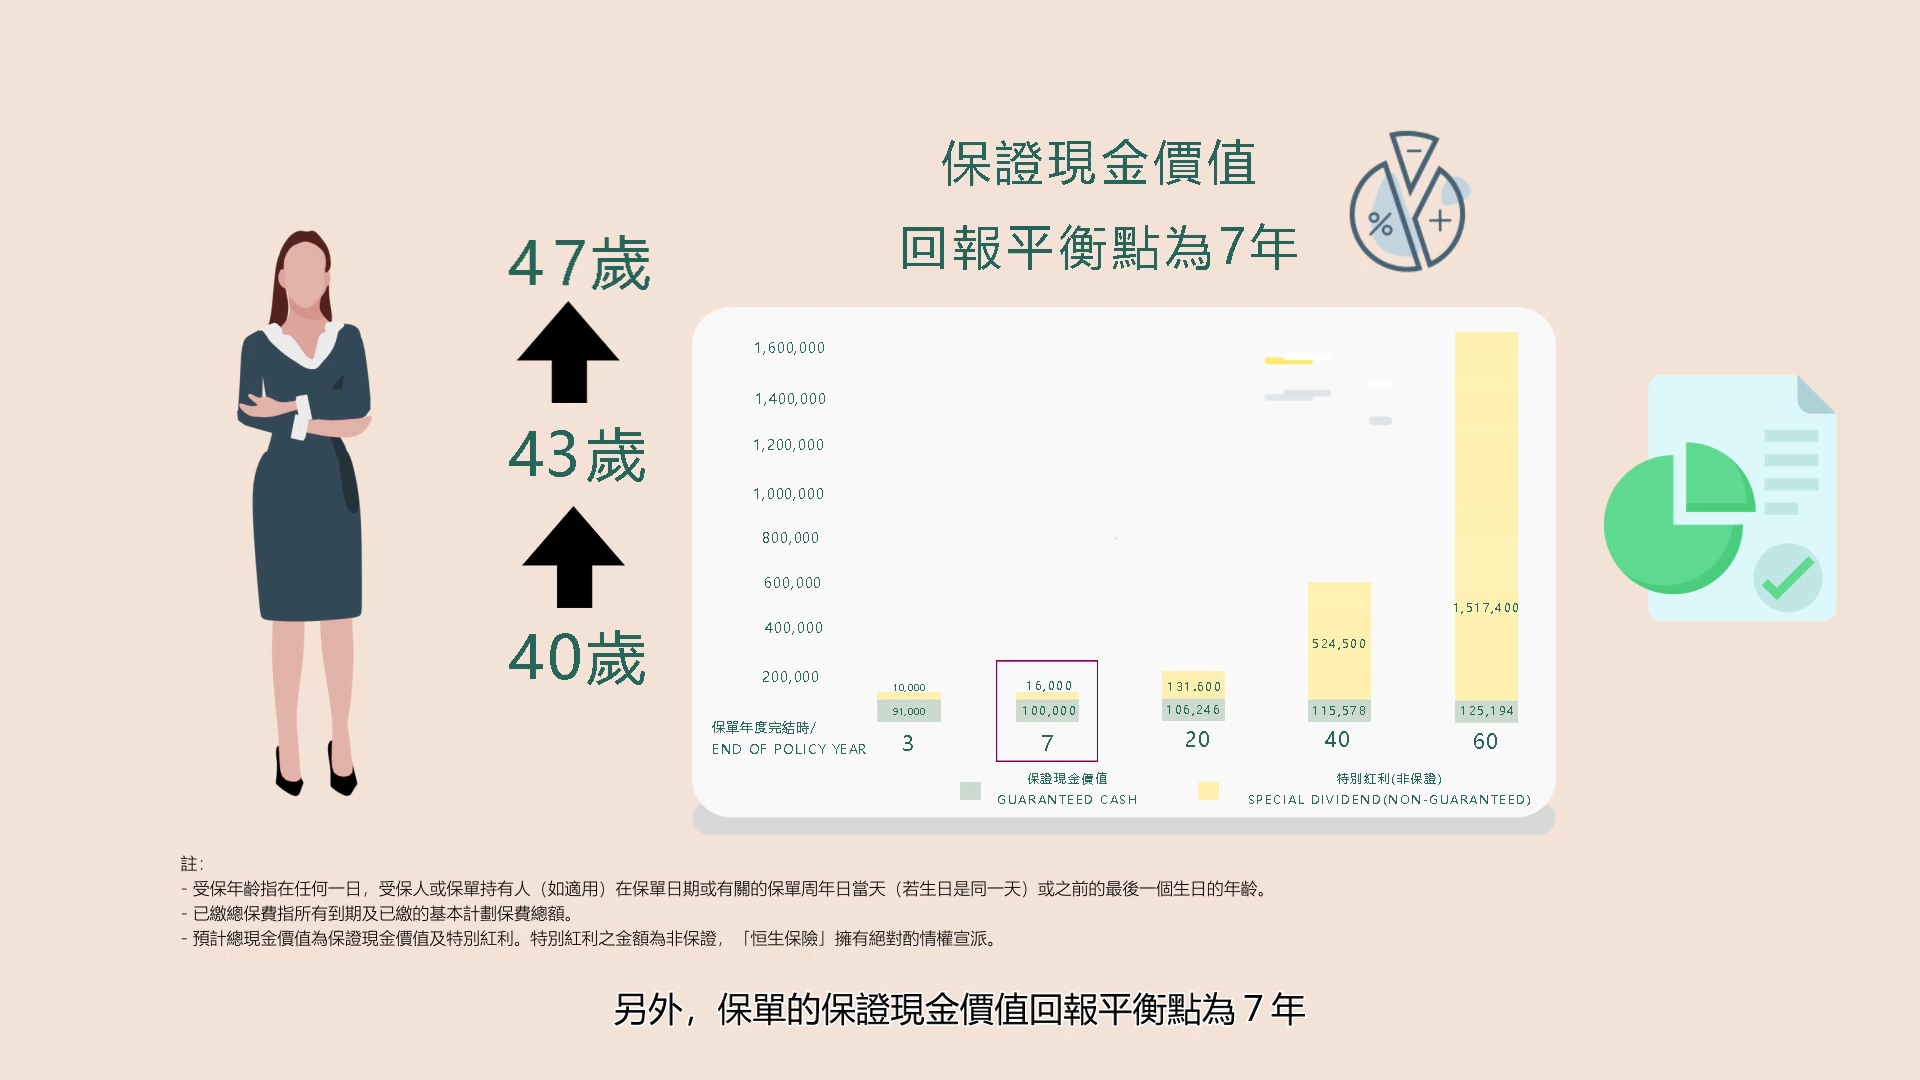 保證現金價值
回報平衡點為7年
47歲
43歲
40歲
1,600,000
1,400,000
1,200,000
1,000,000
800,000
600,000
400,000
200,000
10,000
91,000
16,000
100,000
131.600
106,246
524,500
115,578
1,517,400
125,194
保單年度完結時/
END OF POLICY YEAR
3
7
20
40
60
保證現金價值
GUARANTEED CASH
特別紅利(非保證)
SPECIAL DIVIDEND(NON-GUARANTEED)
註:
- 受保年齡指在任何一日，受保人或保單持有人（如適用）在保單日期或有關的保單周年日當天（若生日是同一天）或之前的最後一個生日的年齡。
- 已繳總保費指所有到期及已繳的基本計劃保費總額。
- 預計總現金價值為保證現金價值及特別紅利。特別紅利之金額為非保證，「恒生保險」擁有絕對酌情權宣派。
另外，保單的保證現金價值回報平衡點為 7 年